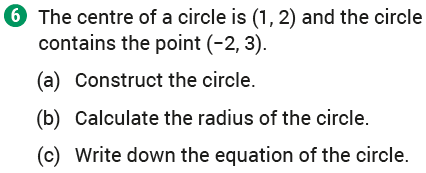 6 The centre of a circle is (1, 2) and the circle
contains the point (−2, 3).
(a) Construct the circle.
(b) Calculate the radius of the circle.
(c) Write down the equation of the circle.